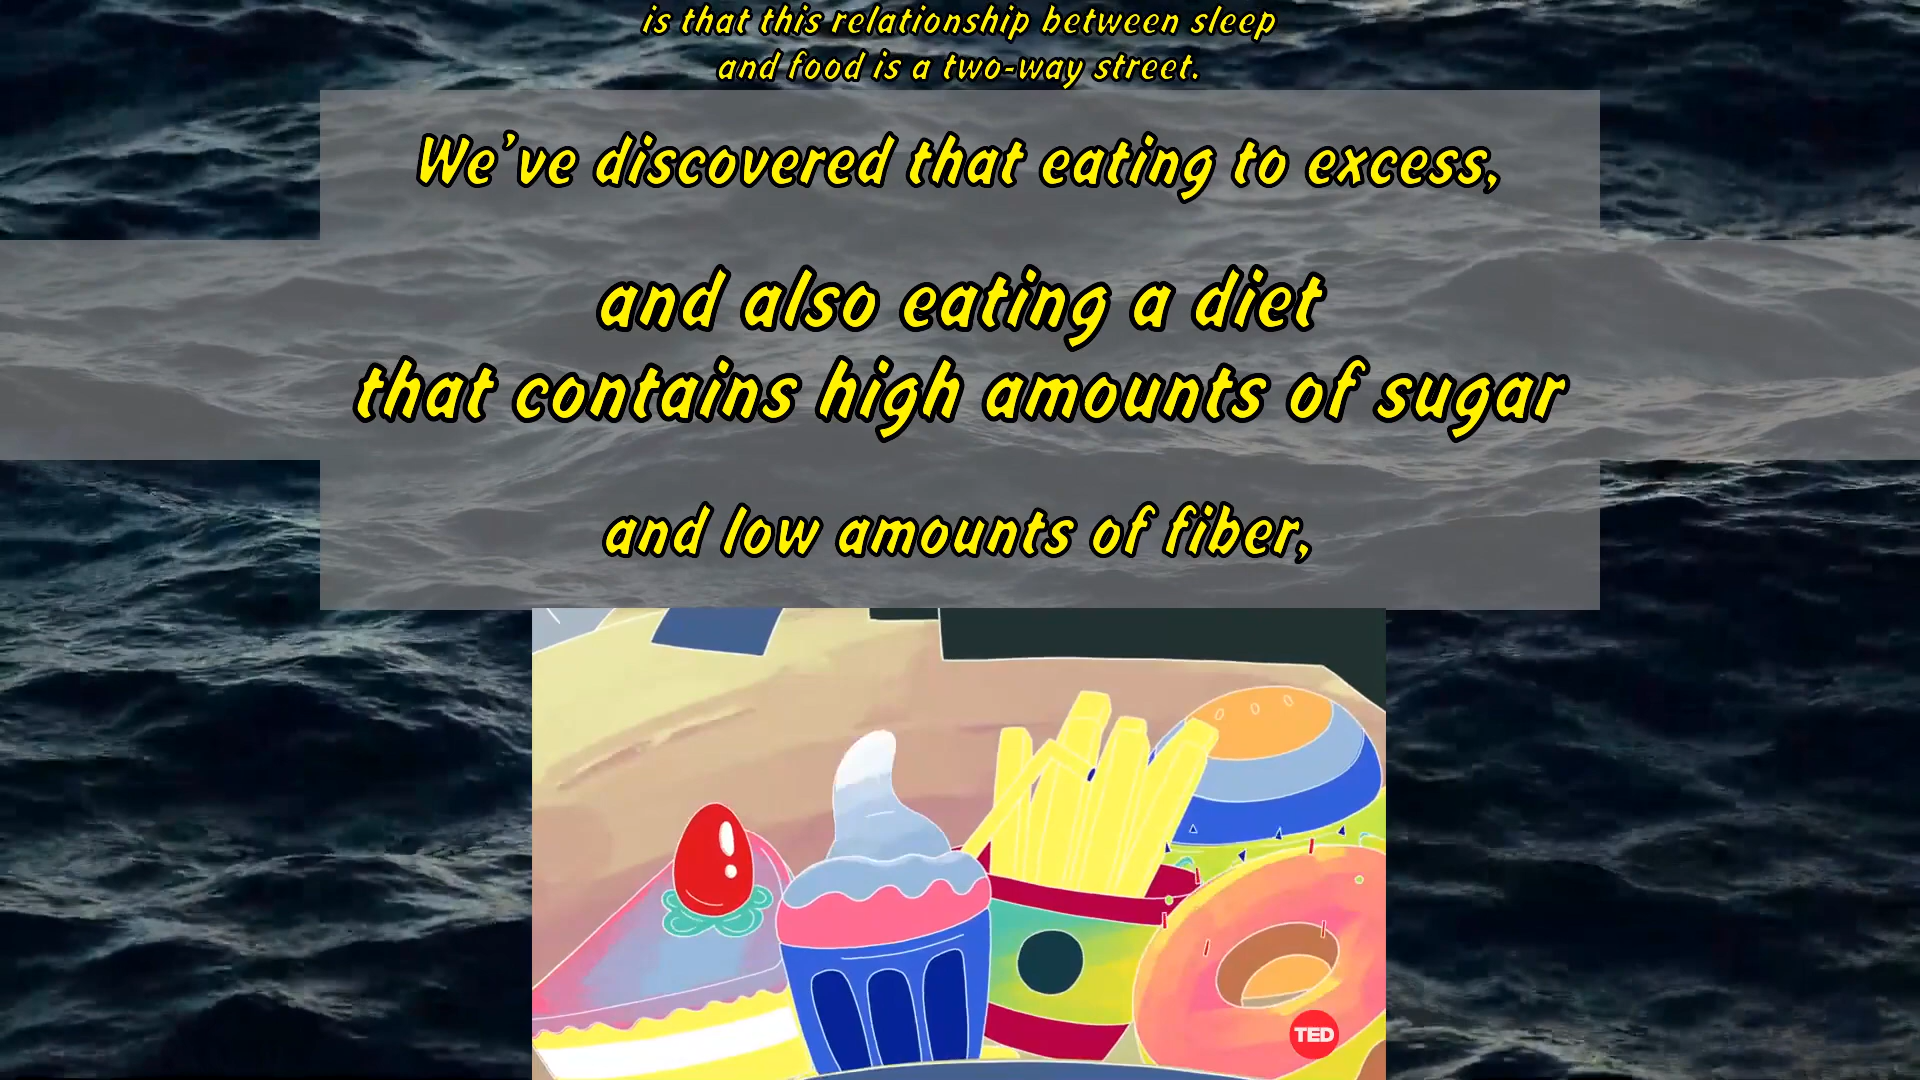 is that this relationship between sleep
and food is a two-way street.
We've discovered that eating to excess,
and also eating a diet
that contains high amounts of sugar
and low amounts of fiber,
TED